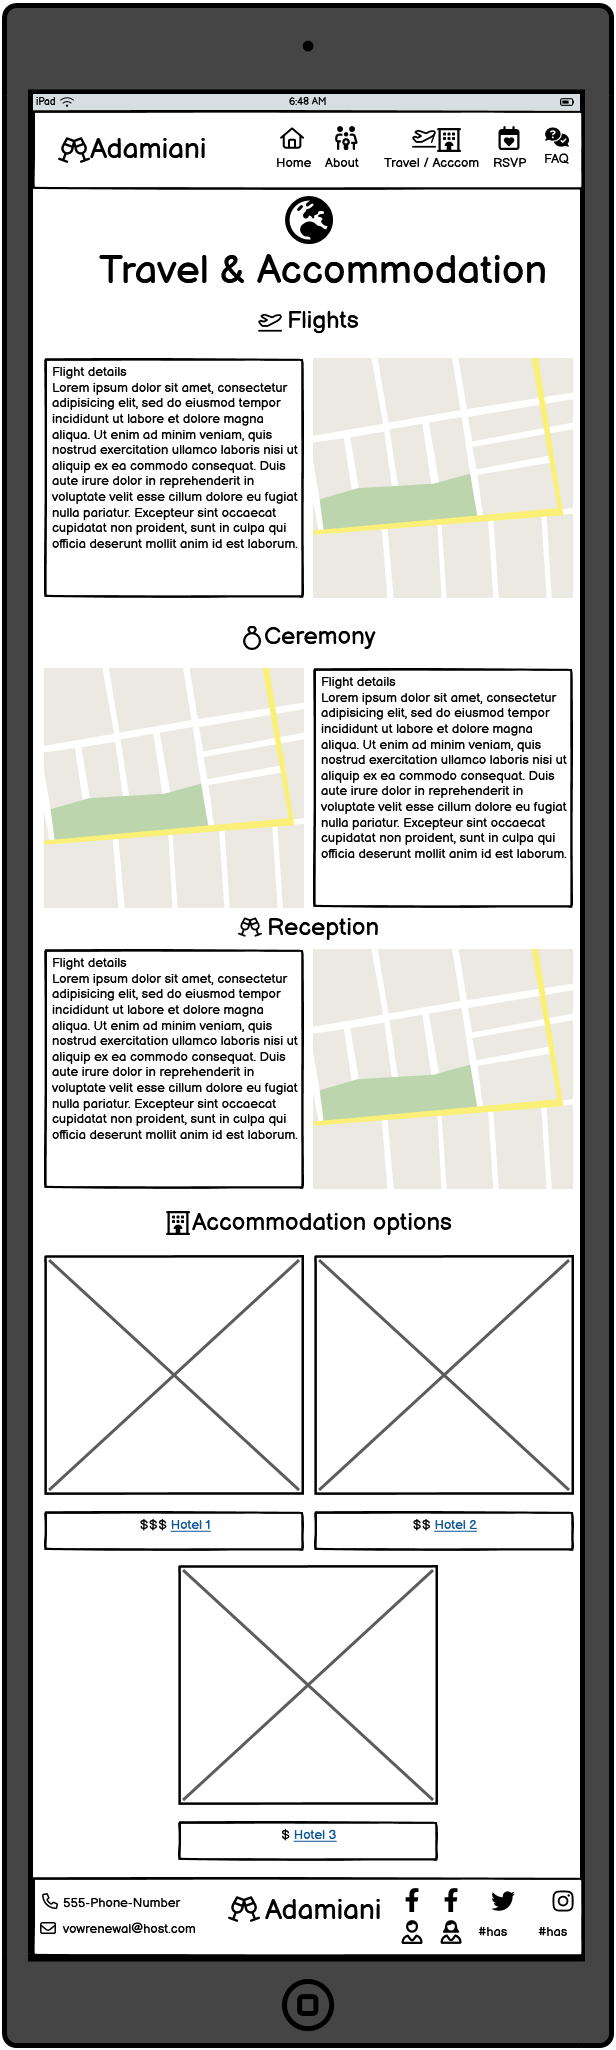 iPad
6:48 AM
Adamiani
Home
About
Travel / Acccom
RSVP
FAQ
Travel & Accommodation
Flights
Flight details
Lorem ipsum dolor sit amet, consectetur
adipisicing elit, sed do eiusmod tempor
incididunt ut labore et dolore magna
aliqua. Ut enim ad minim veniam, quis
nostrud exercitation ullamco laboris nisi ut
aliquip ex ea commodo consequat. Duis
aute irure dolor in reprehenderit in
voluptate velit esse cillum dolore eu fugiat
nulla pariatur. Excepteur sint occaecat
cupidatat non proident, sunt in culpa qui
officia deserunt mollit anim id est laborum.
Ceremony
Flight details
Lorem ipsum dolor sit amet, consectetur
adipisicing elit, sed do eiusmod tempor
incididunt ut labore et dolore magna
aliqua. Ut enim ad minim veniam, quis
nostrud exercitation ullamco laboris nisi ut
aliquip ex ea commodo consequat. Duis
aute irure dolor in reprehenderit in
voluptate velit esse cillum dolore eu fugiat
nulla pariatur. Excepteur sint occaecat
cupidatat non proident, sunt in culpa qui
officia deserunt mollit anim id est laborum.
Reception
Flight details
Lorem ipsum dolor sit amet, consectetur
adipisicing elit, sed do eiusmod tempor
incididunt ut labore et dolore magna
aliqua. Ut enim ad minim veniam, quis
nostrud exercitation ullamco laboris nisi ut
aliquip ex ea commodo consequat. Duis
aute irure dolor in reprehenderit in
voluptate velit esse cillum dolore eu fugiat
nulla pariatur. Excepteur sint occaecat
cupidatat non proident, sunt in culpa qui
officia deserunt mollit anim id est laborum.
Accommodation options
$$$ Hotel 1
$$ Hotel 2
$ Hotel 3
555-Phone-Number
vowrenewal@host.com
Adamiani
#has
#has